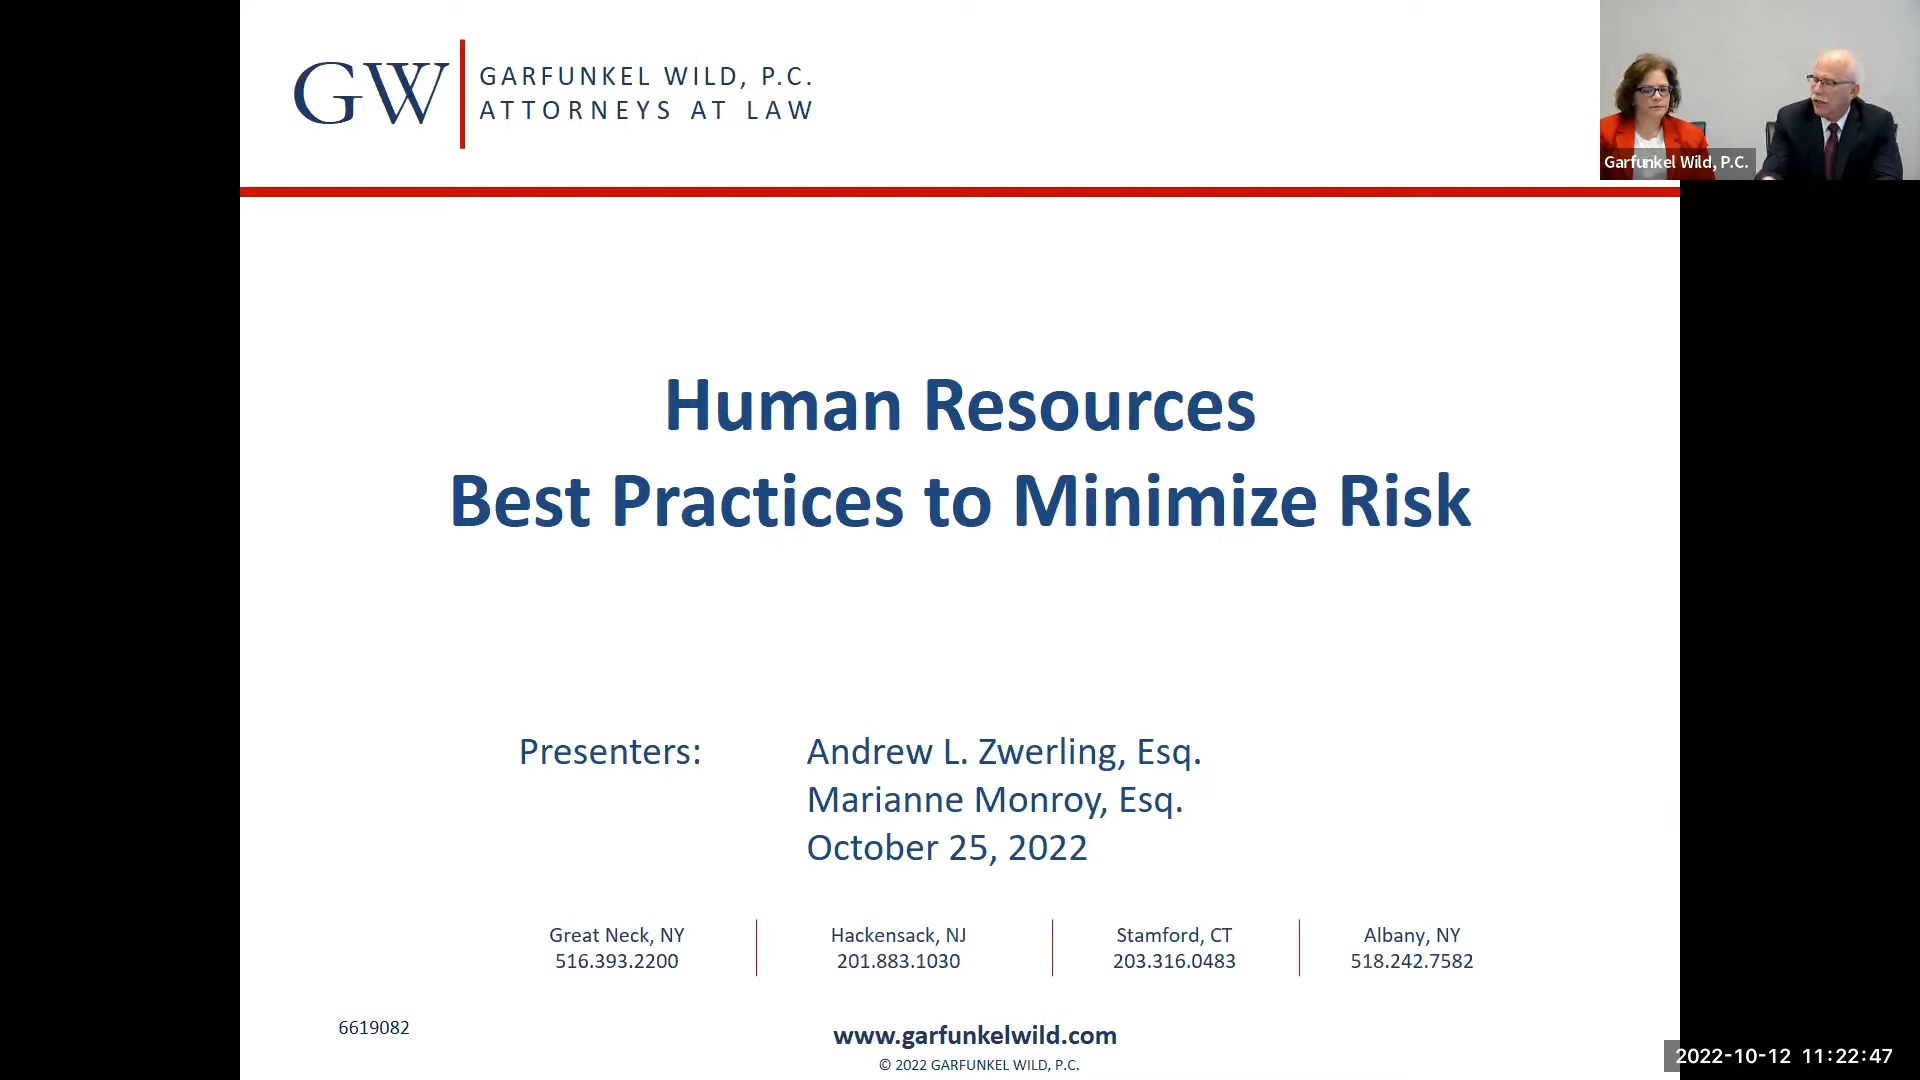 GW
GARFUNKEL WILD, P.C.
ATTORNEYS AT LAW
Garfunkel Wild, P.C.
Human Resources
Best Practices to Minimize Risk
Presenters:
Andrew L. Zwerling, Esq.
Marianne Monroy, Esq.
October 25, 2022
Great Neck, NY
516.393.2200
Hackensack, NJ
201.883.1030
Stamford, CT
203.316.0483
Albany, NY
518.242.7582
6619082
www.garfunkelwild.com
© 2022 GARFUNKEL WILD, P.C.
2022-10-12 11:22:47